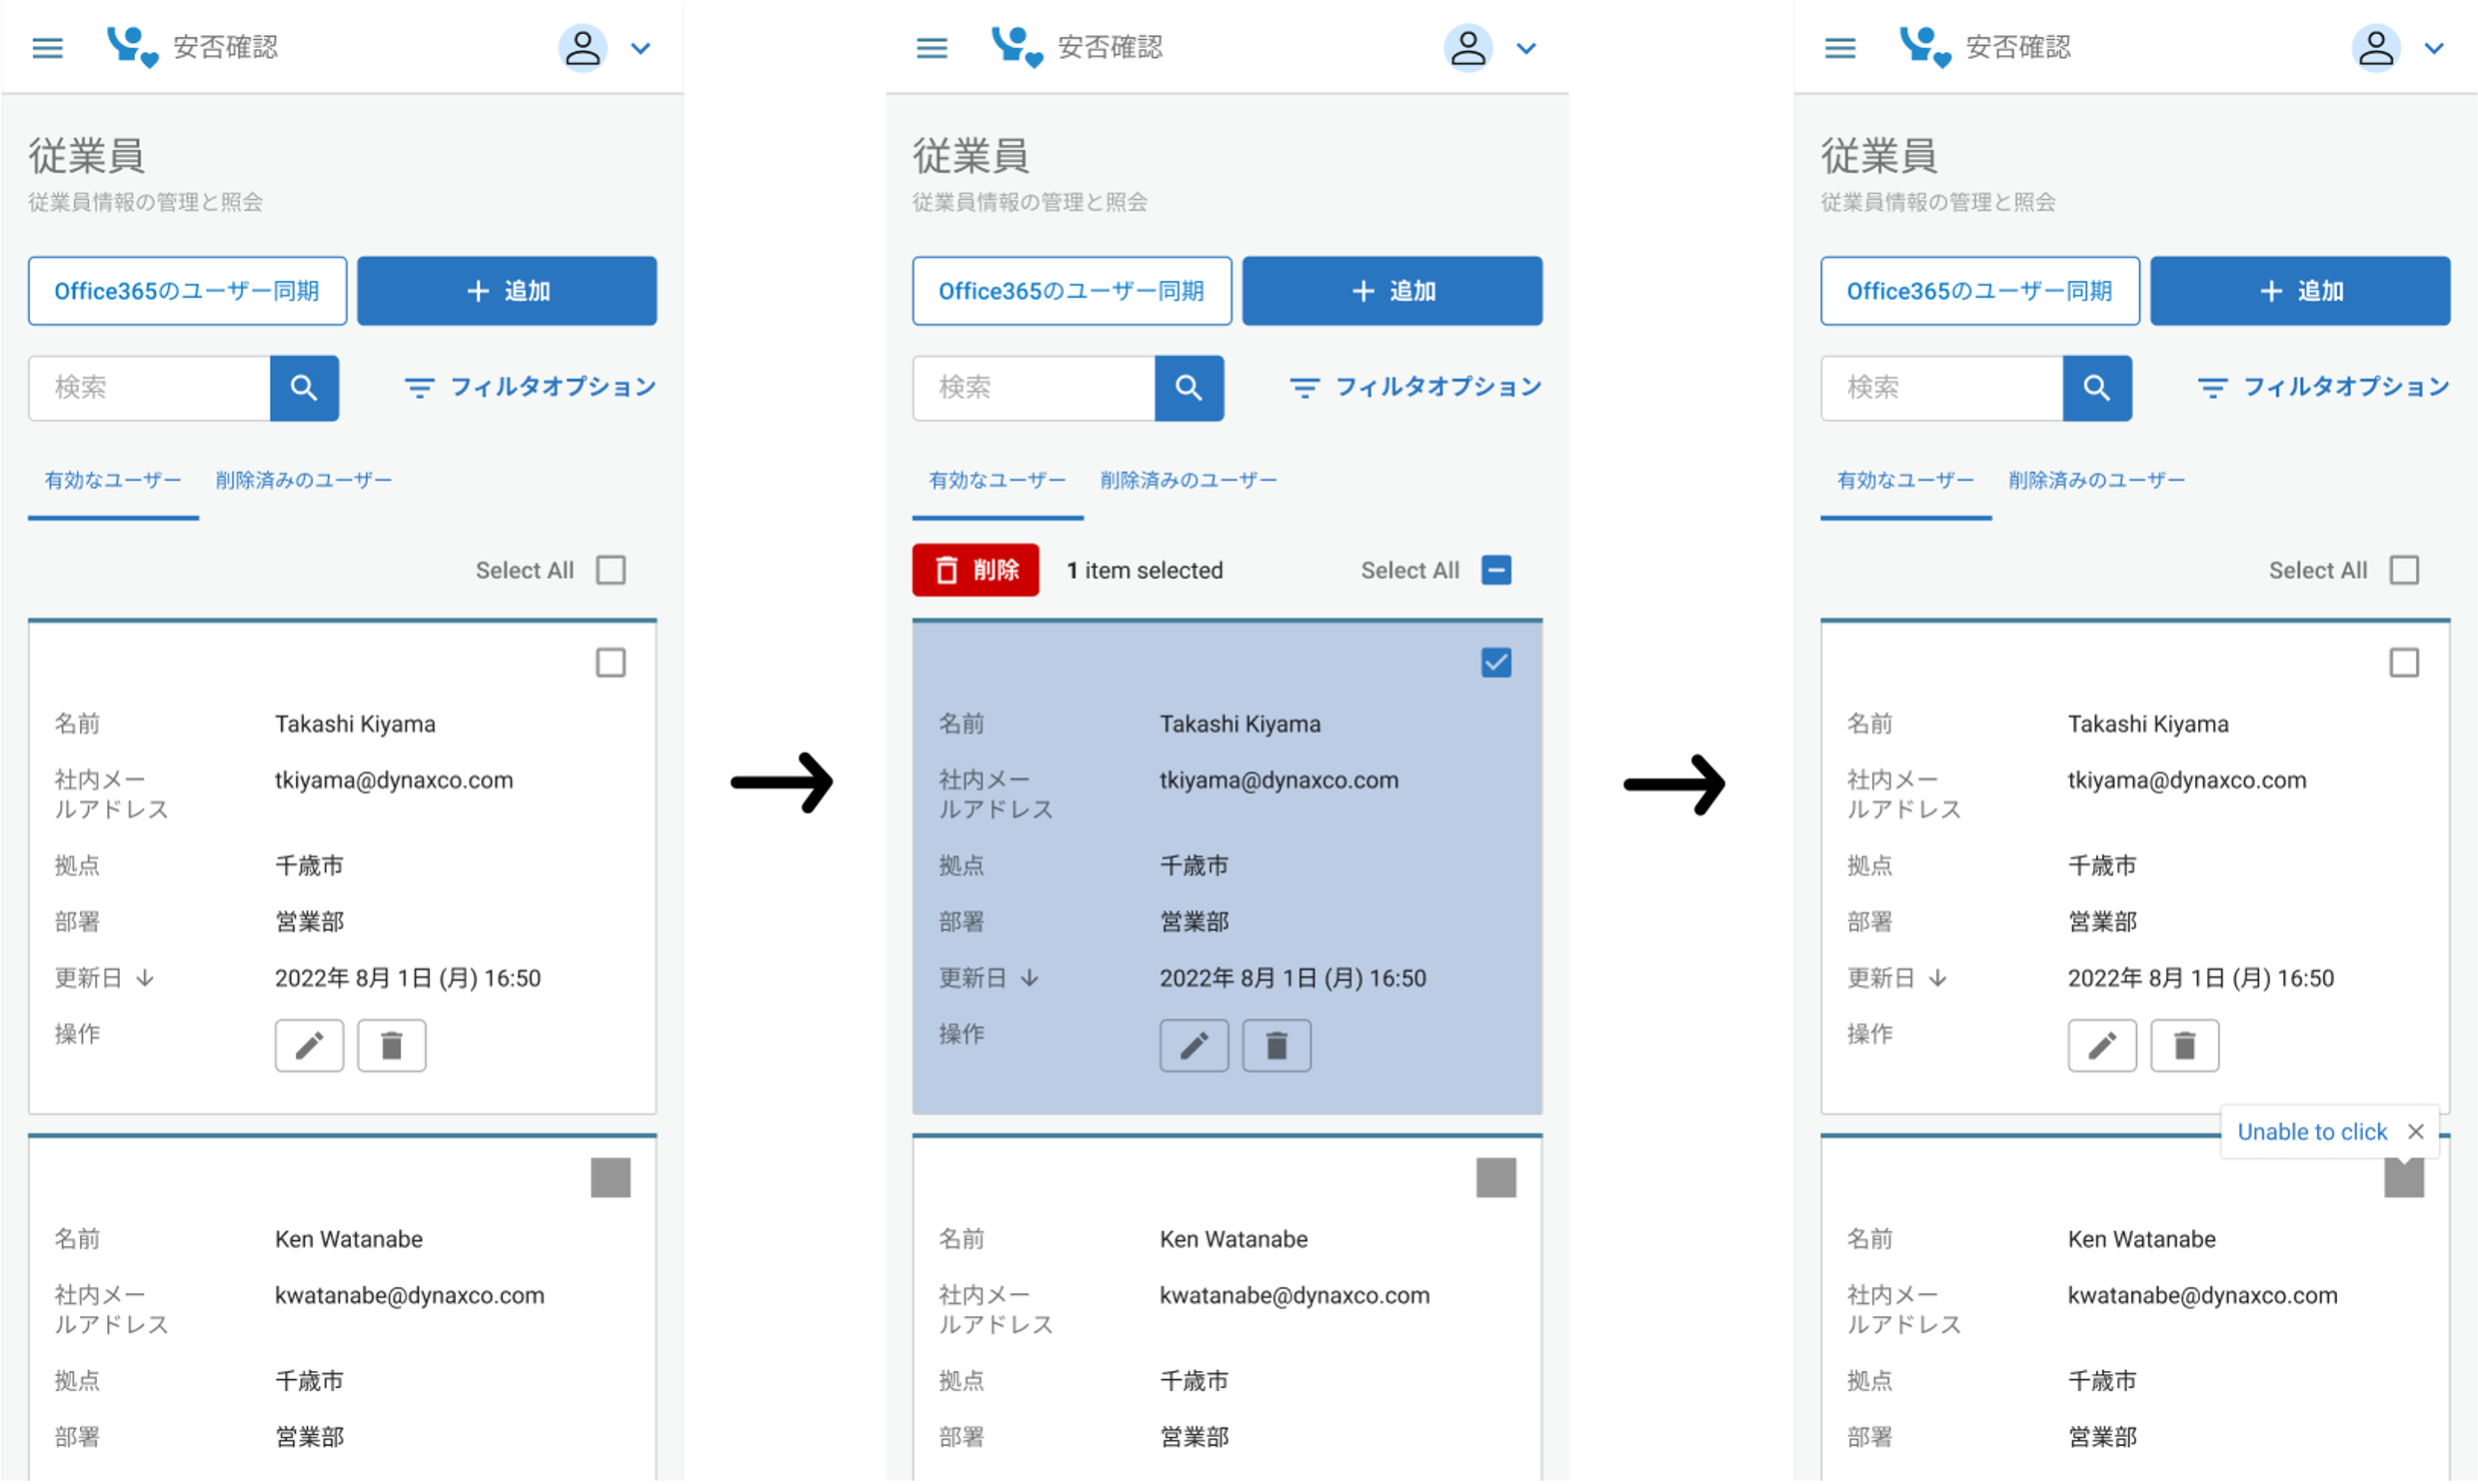 安否確認
従業員
従業員情報の管理と照会
Office365のユーザー同期
追加
検索
フィルタオプション
有効なユーザー 削除済みのユーザー
Select All
名前 Takashi Kiyama
社内メー tkiyama@dynaxco.com
ルアドレス
拠点 千歳市
部署 営業部
更新日 2022年 8月 1日 (月) 16:50
操作
名前 Ken Watanabe
社内メー kwatanabe@dynaxco.com
ルアドレス
拠点 千歳市
部署 営業部
安否確認
従業員
従業員情報の管理と照会
Office365のユーザー同期
追加
検索
フィルタオプション
有効なユーザー 削除済みのユーザー
削除 1 item selected Select All
名前 Takashi Kiyama
社内メー tkiyama@dynaxco.com
ルアドレス
拠点 千歳市
部署 営業部
更新日 2022年 8月 1日 (月) 16:50
操作
名前 Ken Watanabe
社内メー kwatanabe@dynaxco.com
ルアドレス
拠点 千歳市
部署 営業部
安否確認
従業員
従業員情報の管理と照会
Office365のユーザー同期
追加
検索
フィルタオプション
有効なユーザー 削除済みのユーザー
Select All
名前 Takashi Kiyama
社内メー tkiyama@dynaxco.com
ルアドレス
拠点 千歳市
部署 営業部
更新日 2022年 8月 1日 (月) 16:50
操作
Unable to click
名前 Ken Watanabe
社内メー kwatanabe@dynaxco.com
ルアドレス
拠点 千歳市
部署 営業部